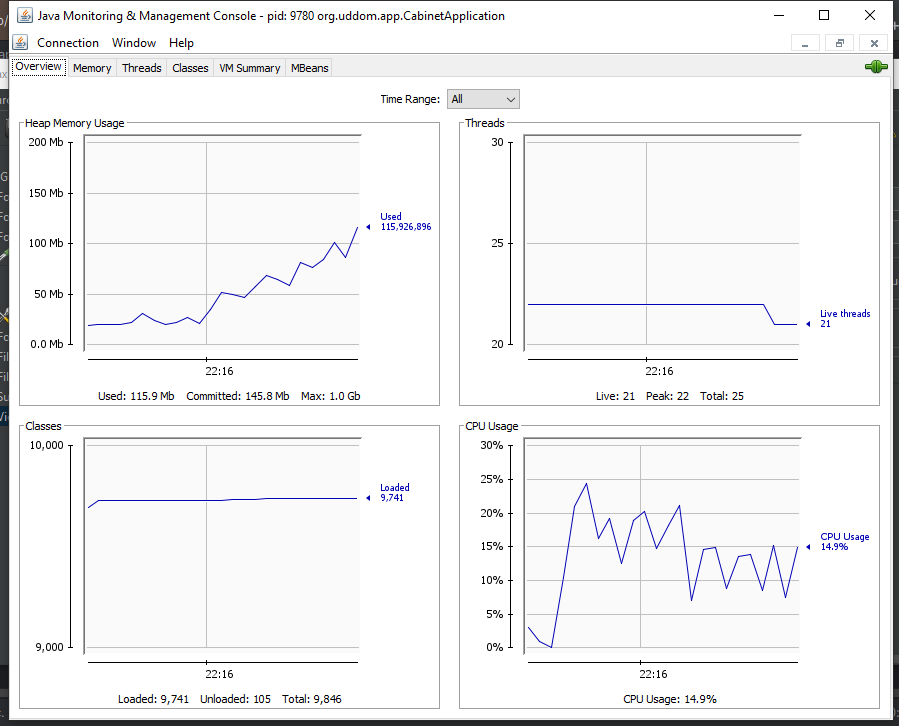 Java Monitoring & Management Console - pid: 9780 org.uddom.app.CabinetApplication
Connection Window Help
Overview Memory Threads Classes VM Summary MBeans
Time Range: All
Heap Memory Usage
200 Mb
150 Mb
100 Mb
50 Mb
0.0 Mb
Used
115,926,896
22:16
Used: 115.9 Mb Committed: 145.8 Mb Max: 1.0 Gb
Threads
30
25
20
Live threads
21
22:16
Live: 21 Peak: 22 Total: 25
Classes
10,000
9,000
Loaded
9,741
22:16
Loaded: 9,741 Unloaded: 105 Total: 9,846
CPU Usage
30%
25%
20%
15%
10%
5%
0%
CPU Usage
14.9%
22:16
CPU Usage: 14.9%